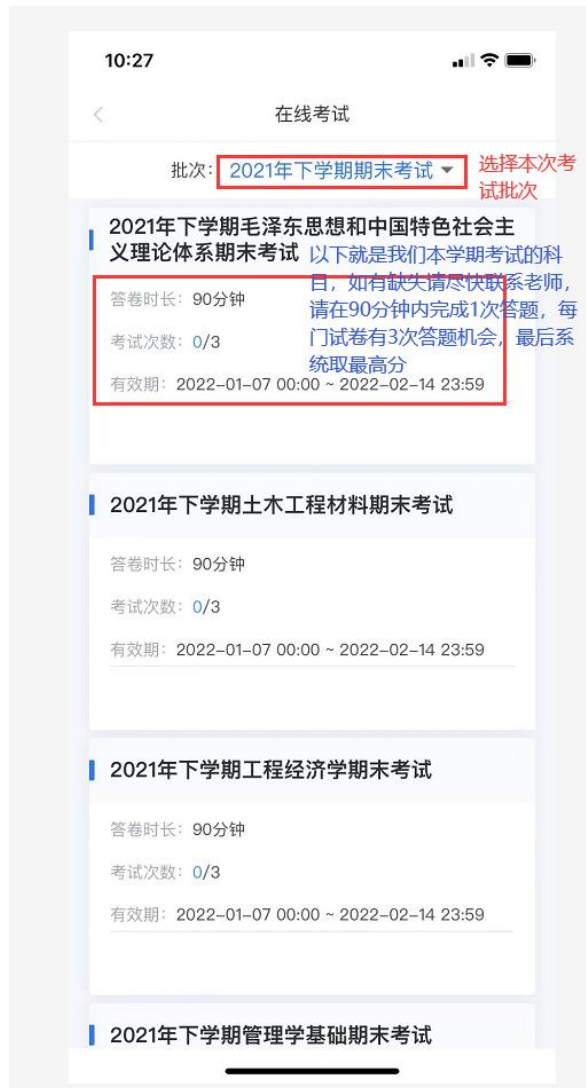 10:27
在线考试
批次：2021年下学期期末考试
选择本次考
试批次
2021年下学期毛泽东思想和中国特色社会主
义理论体系期末考试
以下就是我们本学期考试的科
目，如有缺失请尽快联系老师，
请在90分钟内完成1次答题，每
门试卷有3次答题机会，最后系
统取最高分
答卷时长：90分钟
考试次数：0/3
有效期：2022-01-07 00:00 ~ 2022-02-14 23:59
2021年下学期土木工程材料期末考试
答卷时长：90分钟
考试次数：0/3
有效期：2022-01-07 00:00 ~ 2022-02-14 23:59
2021年下学期工程经济学期末考试
答卷时长：90分钟
考试次数：0/3
有效期：2022-01-07 00:00 ~ 2022-02-14 23:59
2021年下学期管理学基础期末考试